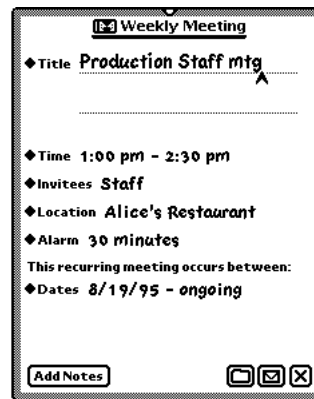 Weekly Meeting
Title Production Staff mtg
Time 1:00 pm - 2:30 pm
Invitees Staff
Location Alice's Restaurant
Alarm 30 minutes
This recurring meeting occurs between:
Dates 8/19/95 - ongoing
Add Notes